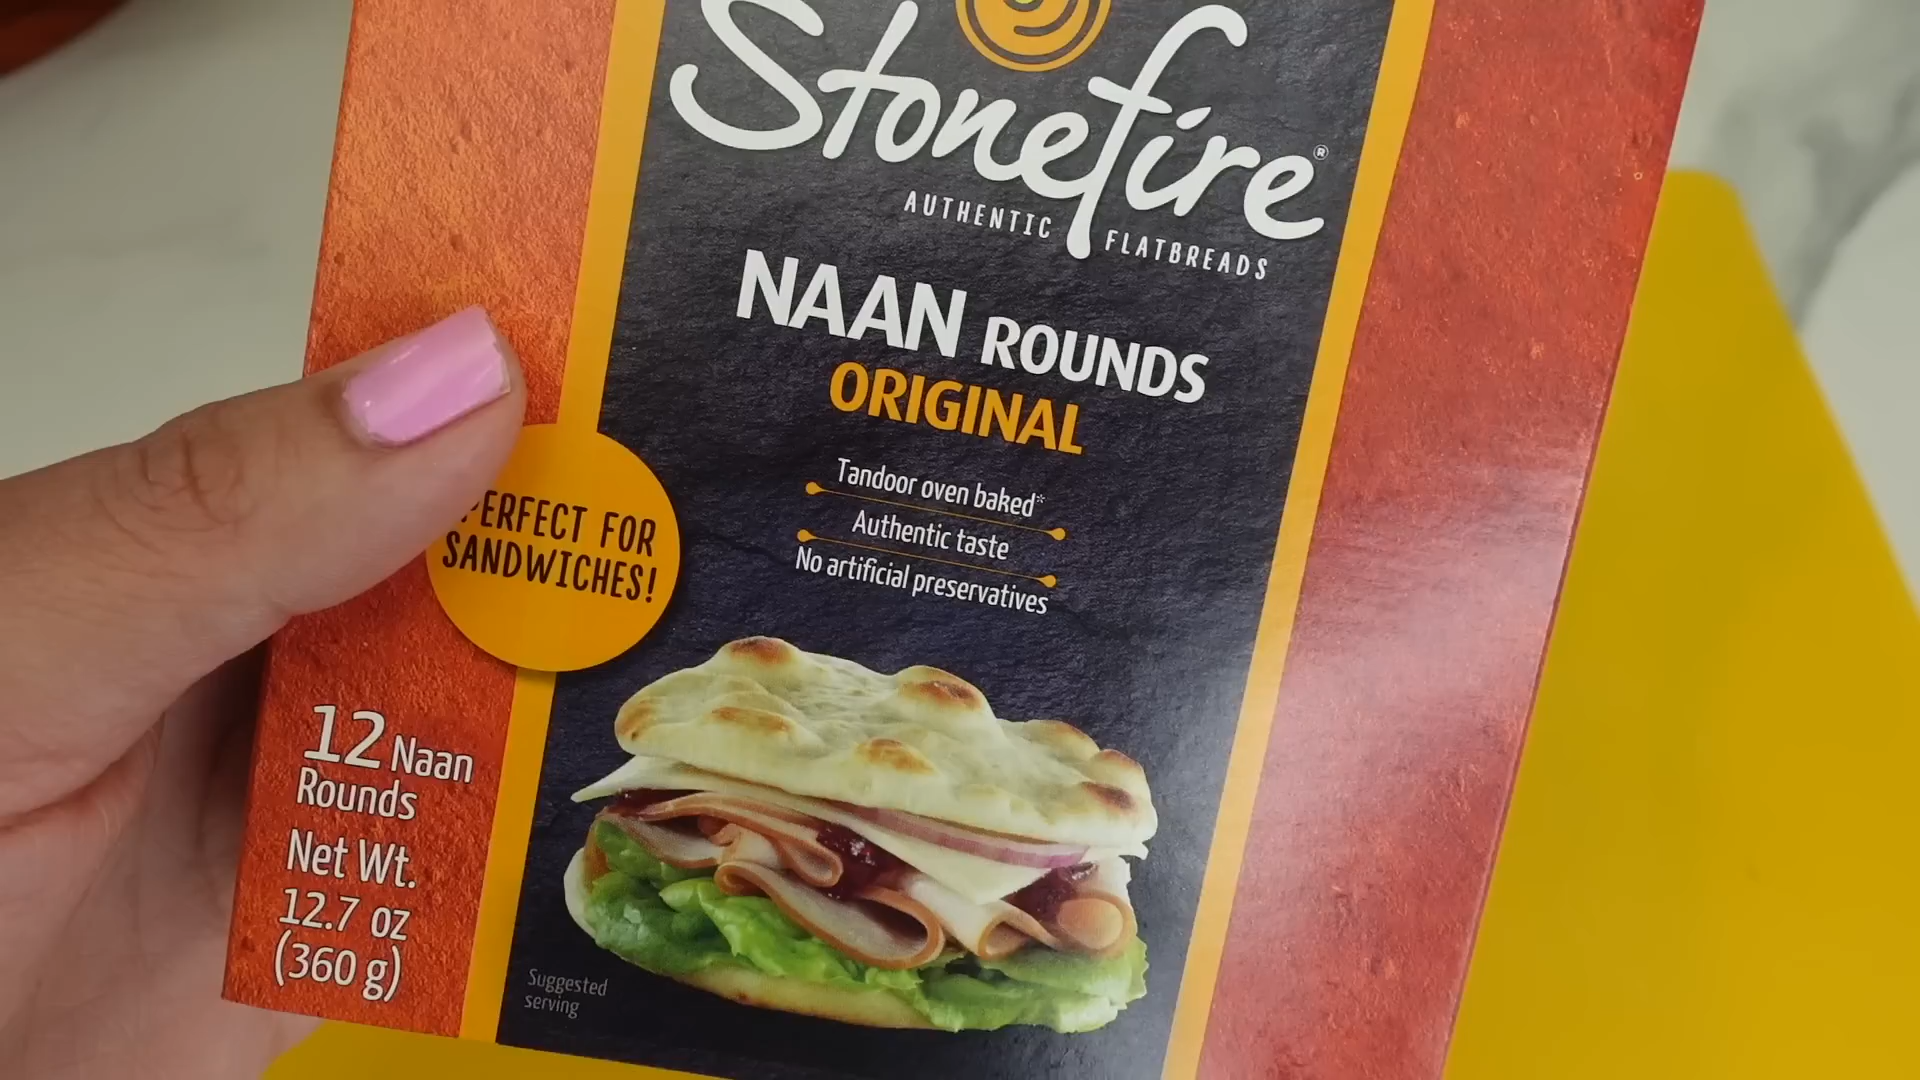 Stonefire®
AUTHENTIC FLATBREADS
NAAN ROUNDS
ORIGINAL
Tandoor oven baked*
Authentic taste
No artificial preservatives
PERFECT FOR
SANDWICHES!
12 Naan
Rounds
Net Wt.
12.7 oz
(360 g)
Suggested
serving